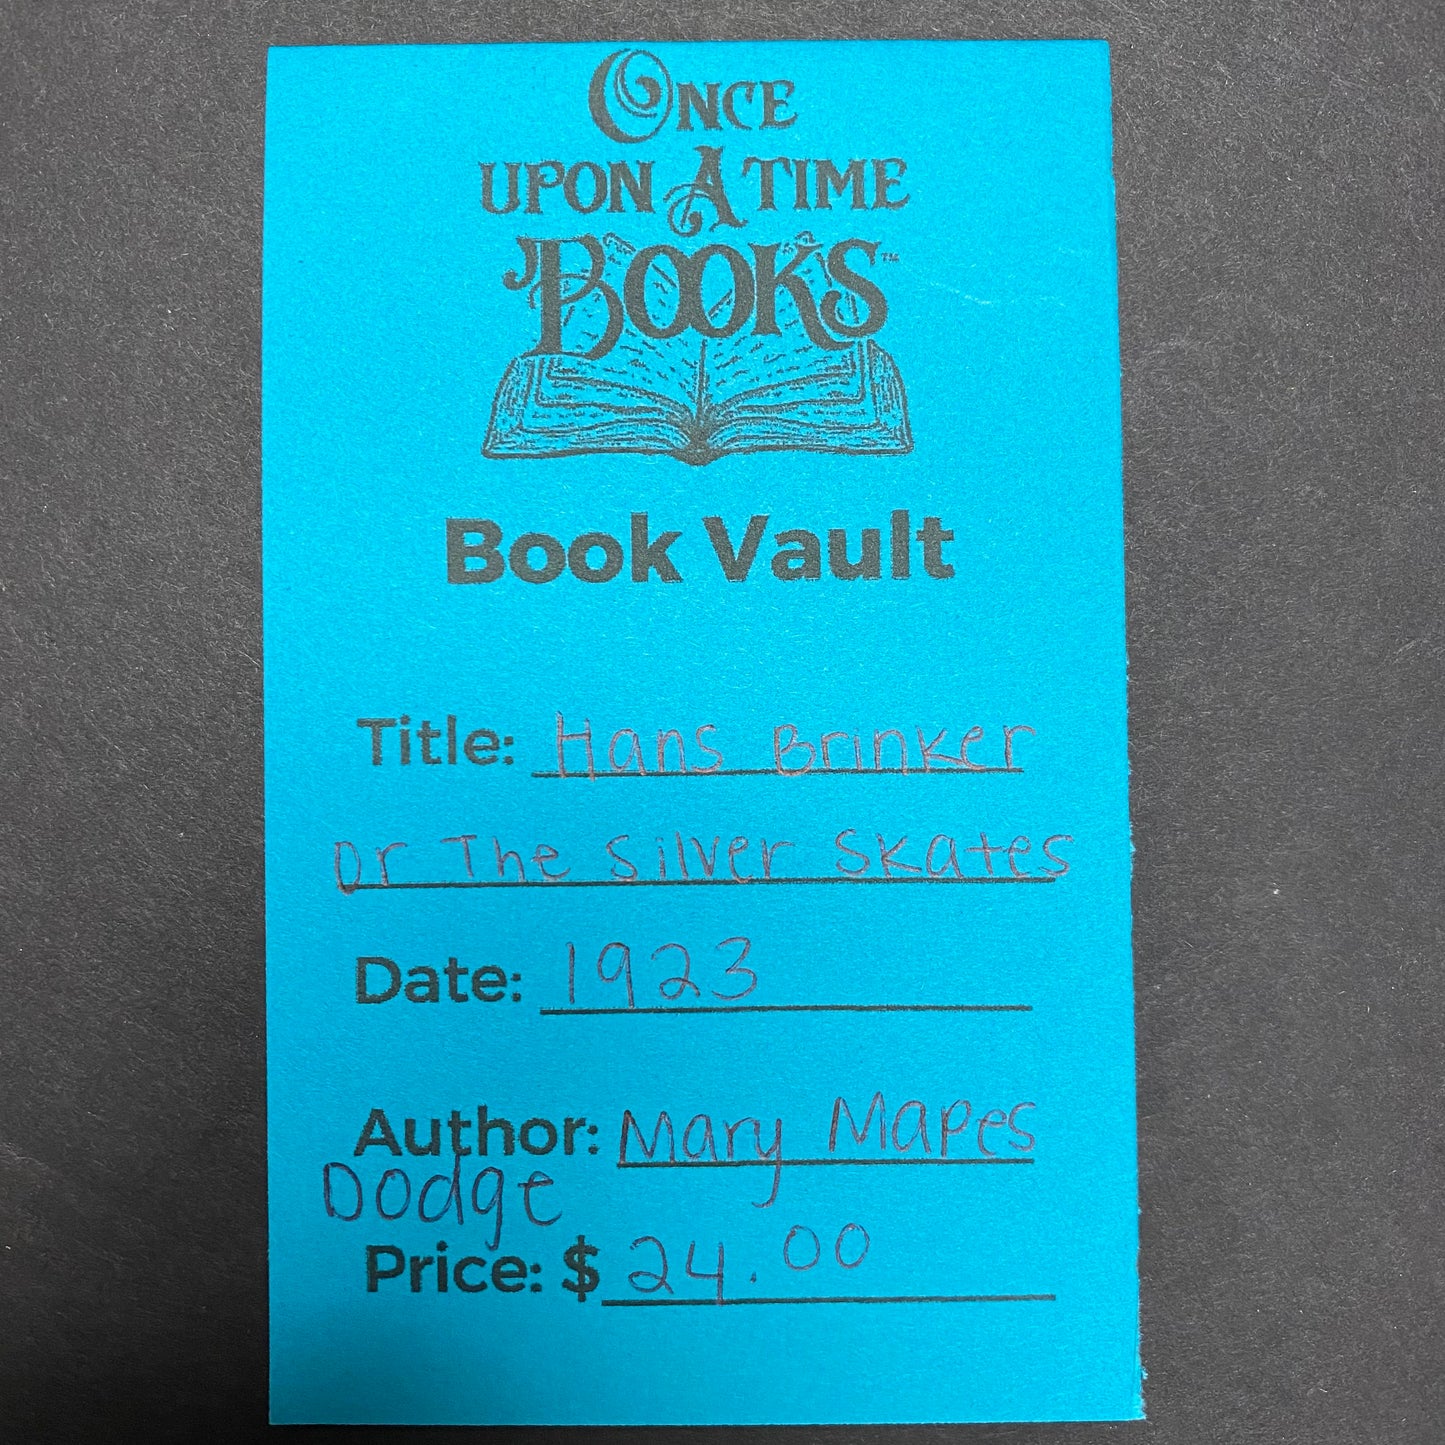 ONCE
UPON A TIME
BOOKS™
Book Vault
Title: Hans Brinker
or The Silver Skates
Date: 1923
Author: Mary Mapes
Dodge
Price: $24.00